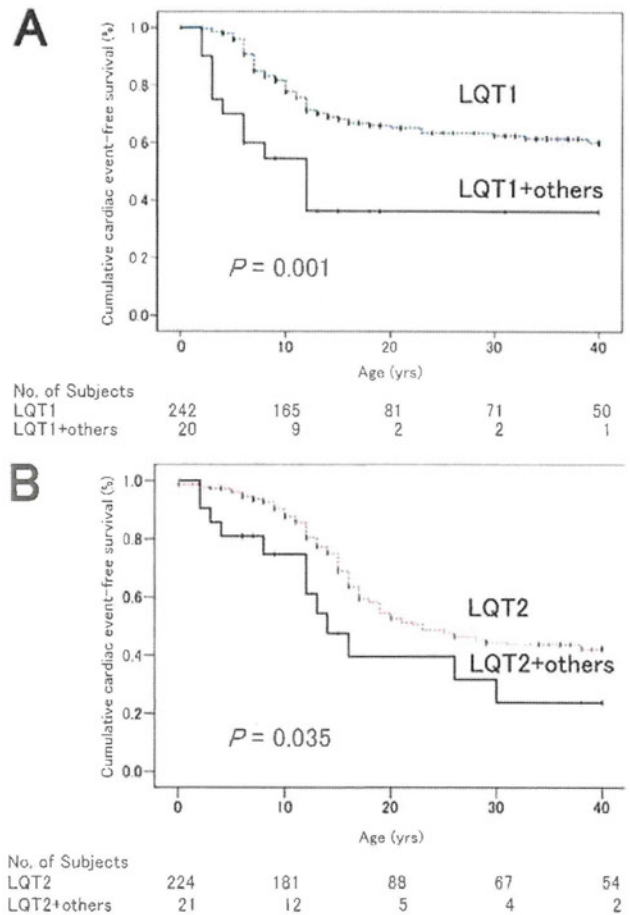 A
Cumulative cardiac event-free survival (%)
1.0
0.8
0.6
0.4
0.2
0.0
LQT1
LQT1+others
P = 0.001
0 10 20 30 40
Age (yrs)
No. of Subjects
LQT1 242 165 81 71 50
LQT1+others 20 9 2 2 1
B
Cumulative cardiac event-free survival (%)
1.0
0.8
0.6
0.4
0.2
0.0
LQT2
LQT2+others
P = 0.035
0 10 20 30 40
Age (yrs)
No. of Subjects
LQT2 224 181 88 67 54
LQT2+others 21 12 5 4 2